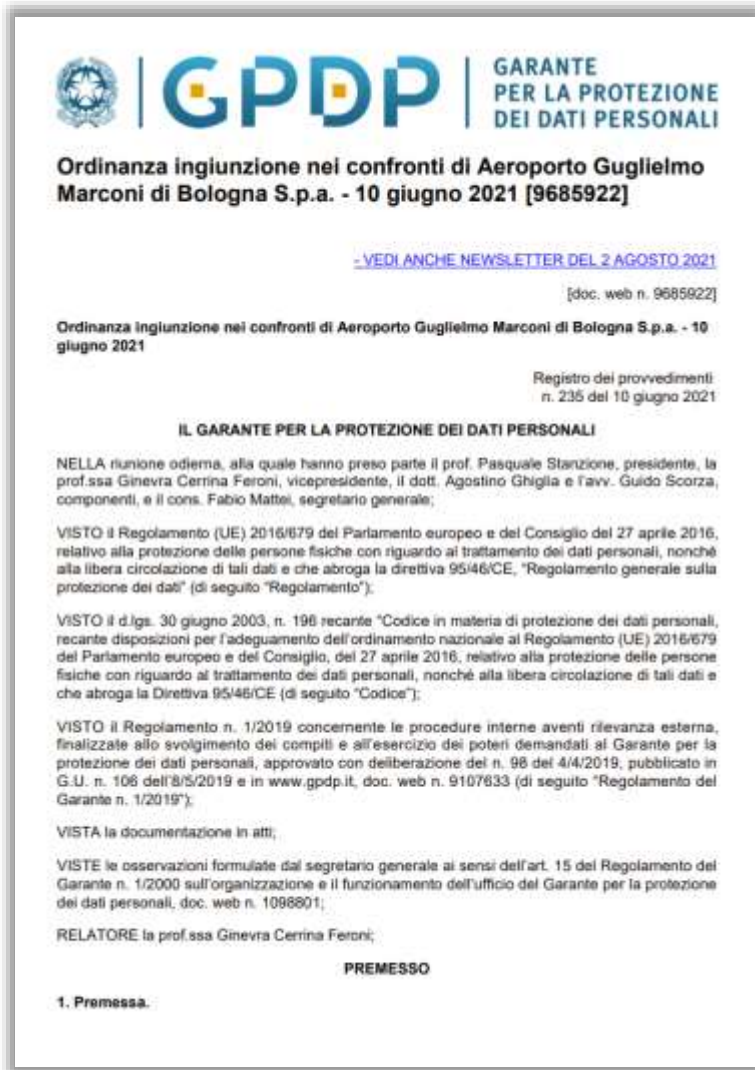 GPDP
GARANTE
PER LA PROTEZIONE
DEI DATI PERSONALI
Ordinanza ingiunzione nei confronti di Aeroporto Guglielmo
Marconi di Bologna S.p.a. - 10 giugno 2021 [9685922]
- VEDI ANCHE NEWSLETTER DEL 2 AGOSTO 2021
[doc. web n. 9685922]
Ordinanza ingiunzione nei confronti di Aeroporto Guglielmo Marconi di Bologna S.p.a. - 10
giugno 2021
Registro dei provvedimenti
n. 235 del 10 giugno 2021
IL GARANTE PER LA PROTEZIONE DEI DATI PERSONALI
NELLA riunione odierna, alla quale hanno preso parte il prof. Pasquale Stanzione, presidente, la
prof.ssa Ginevra Cerrina Feroni, vicepresidente, il dott. Agostino Ghiglia e l'avv. Guido Scorza,
componenti, e il cons. Fabio Mattei, segretario generale;
VISTO il Regolamento (UE) 2016/679 del Parlamento europeo e del Consiglio del 27 aprile 2016,
relativo alla protezione delle persone fisiche con riguardo al trattamento dei dati personali, nonché
alla libera circolazione di tali dati e che abroga la direttiva 95/46/CE, "Regolamento generale sulla
protezione dei dati" (di seguito "Regolamento");
VISTO il d.lgs. 30 giugno 2003, n. 196 recante "Codice in materia di protezione dei dati personali,
recante disposizioni per l'adeguamento dell'ordinamento nazionale al Regolamento (UE) 2016/679
del Parlamento europeo e del Consiglio, del 27 aprile 2016, relativo alla protezione delle persone
fisiche con riguardo al trattamento dei dati personali, nonché alla libera circolazione di tali dati e
che abroga la Direttiva 95/46/CE (di seguito "Codice");
VISTO il Regolamento n. 1/2019 concernente le procedure interne aventi rilevanza esterna,
finalizzate allo svolgimento dei compiti e all'esercizio dei poteri demandati al Garante per la
protezione dei dati personali, approvato con deliberazione del n. 98 del 4/4/2019, pubblicato in
G.U. n. 106 dell'8/5/2019 e in www.gpdp.it, doc. web n. 9107633 (di seguito "Regolamento del
Garante n. 1/2019");
VISTA la documentazione in atti;
VISTE le osservazioni formulate dal segretario generale ai sensi dell'art. 15 del Regolamento del
Garante n. 1/2000 sull'organizzazione e il funzionamento dell'ufficio del Garante per la protezione
dei dati personali, doc. web n. 1098801;
RELATORE la prof.ssa Ginevra Cerrina Feroni;
PREMESSO
1. Premessa.